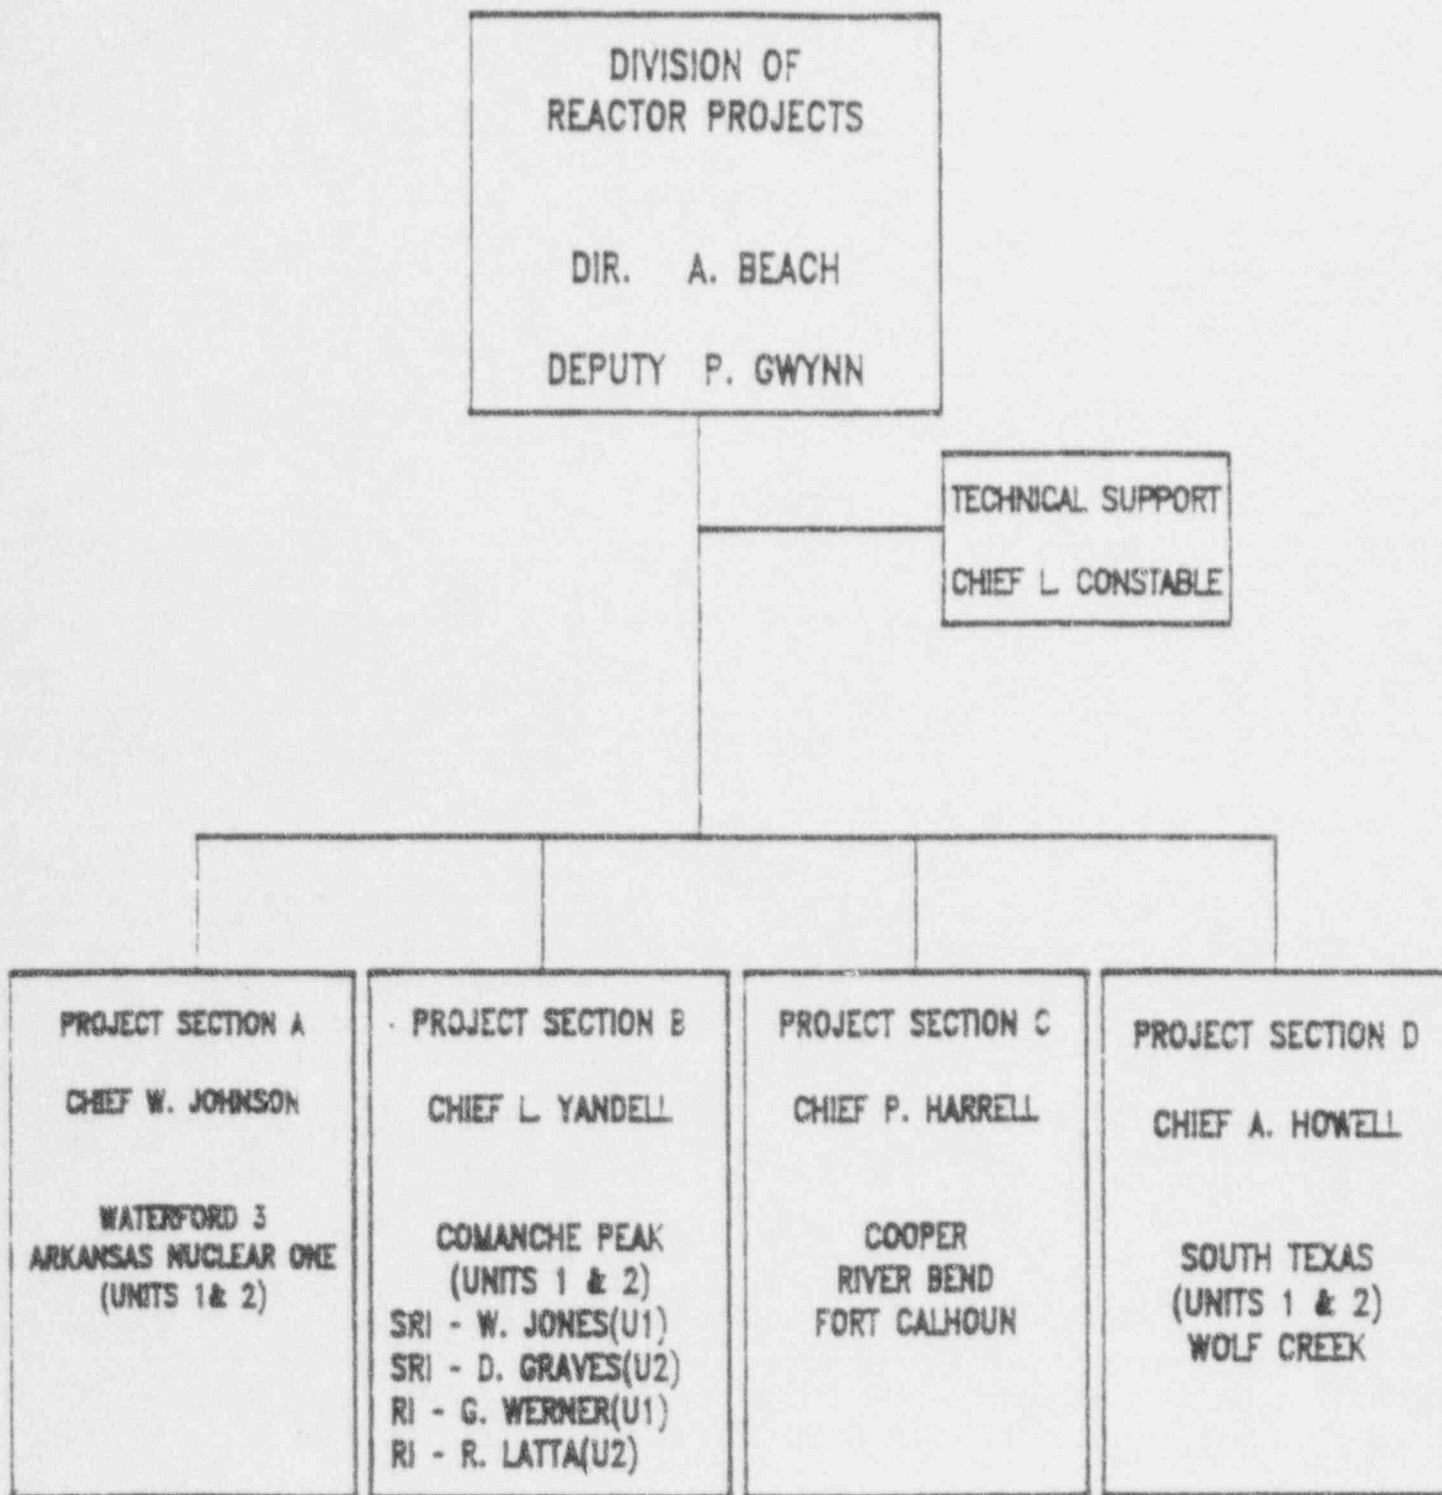 DIVISION OF
REACTOR PROJECTS
DIR. A. BEACH
DEPUTY P. GWYNN
TECHNICAL SUPPORT
CHIEF L CONSTABLE
PROJECT SECTION A
CHIEF W. JOHNSON
WATERFORD 3
ARKANSAS NUCLEAR ONE
(UNITS 1& 2)
PROJECT SECTION B
CHIEF L YANDELL
COMANCHE PEAK
(UNITS 1 & 2)
SRI - W. JONES(U1)
SRI - D. GRAVES(U2)
RI - G. WERNER(U1)
RI - R. LATTA(U2)
PROJECT SECTION C
CHIEF P. HARRELL
COOPER
RIVER BEND
FORT CALHOUN
PROJECT SECTION D
CHIEF A. HOWELL
SOUTH TEXAS
(UNITS 1 & 2)
WOLF CREEK